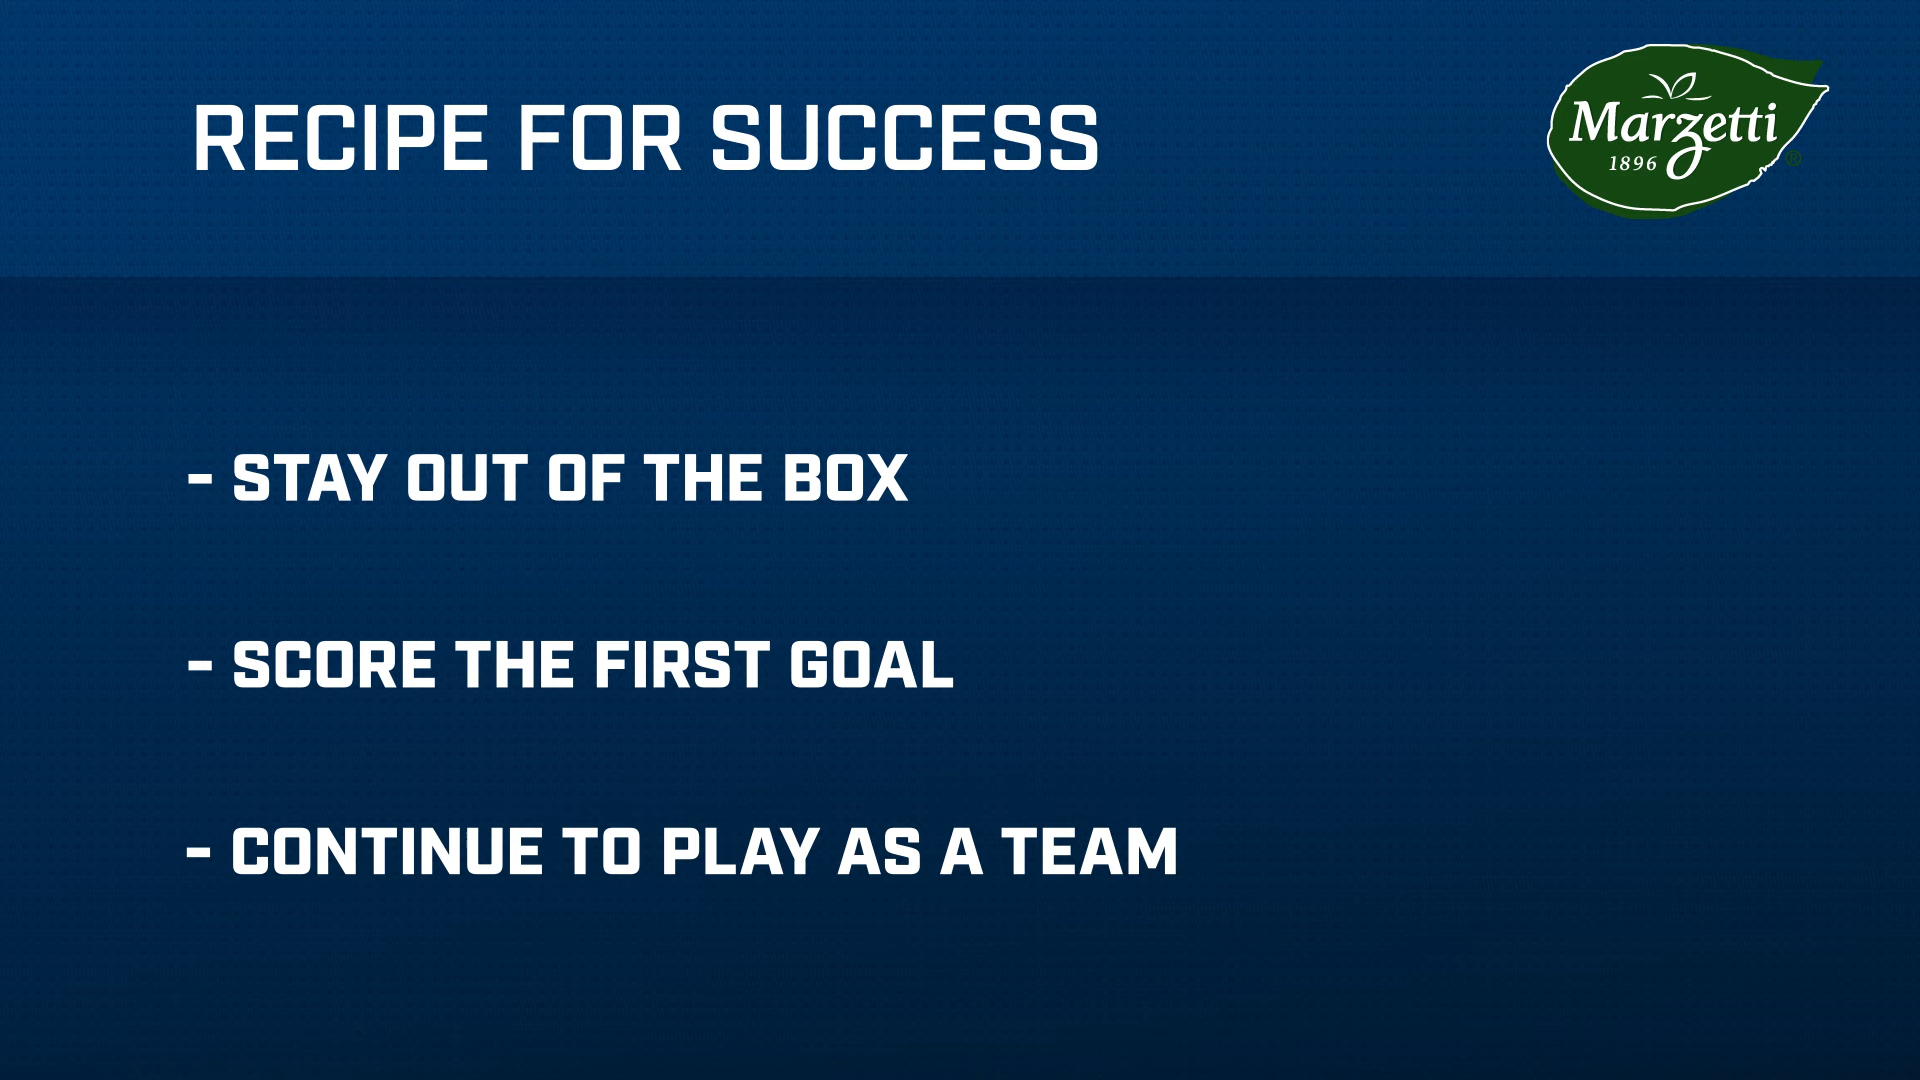 RECIPE FOR SUCCESS
Marzetti
1896
®
- STAY OUT OF THE BOX
- SCORE THE FIRST GOAL
- CONTINUE TO PLAY AS A TEAM